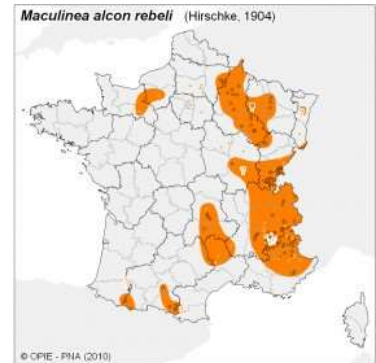 Maculinea alcon rebeli (Hirschke, 1904)
© OPIE - PNA (2010)